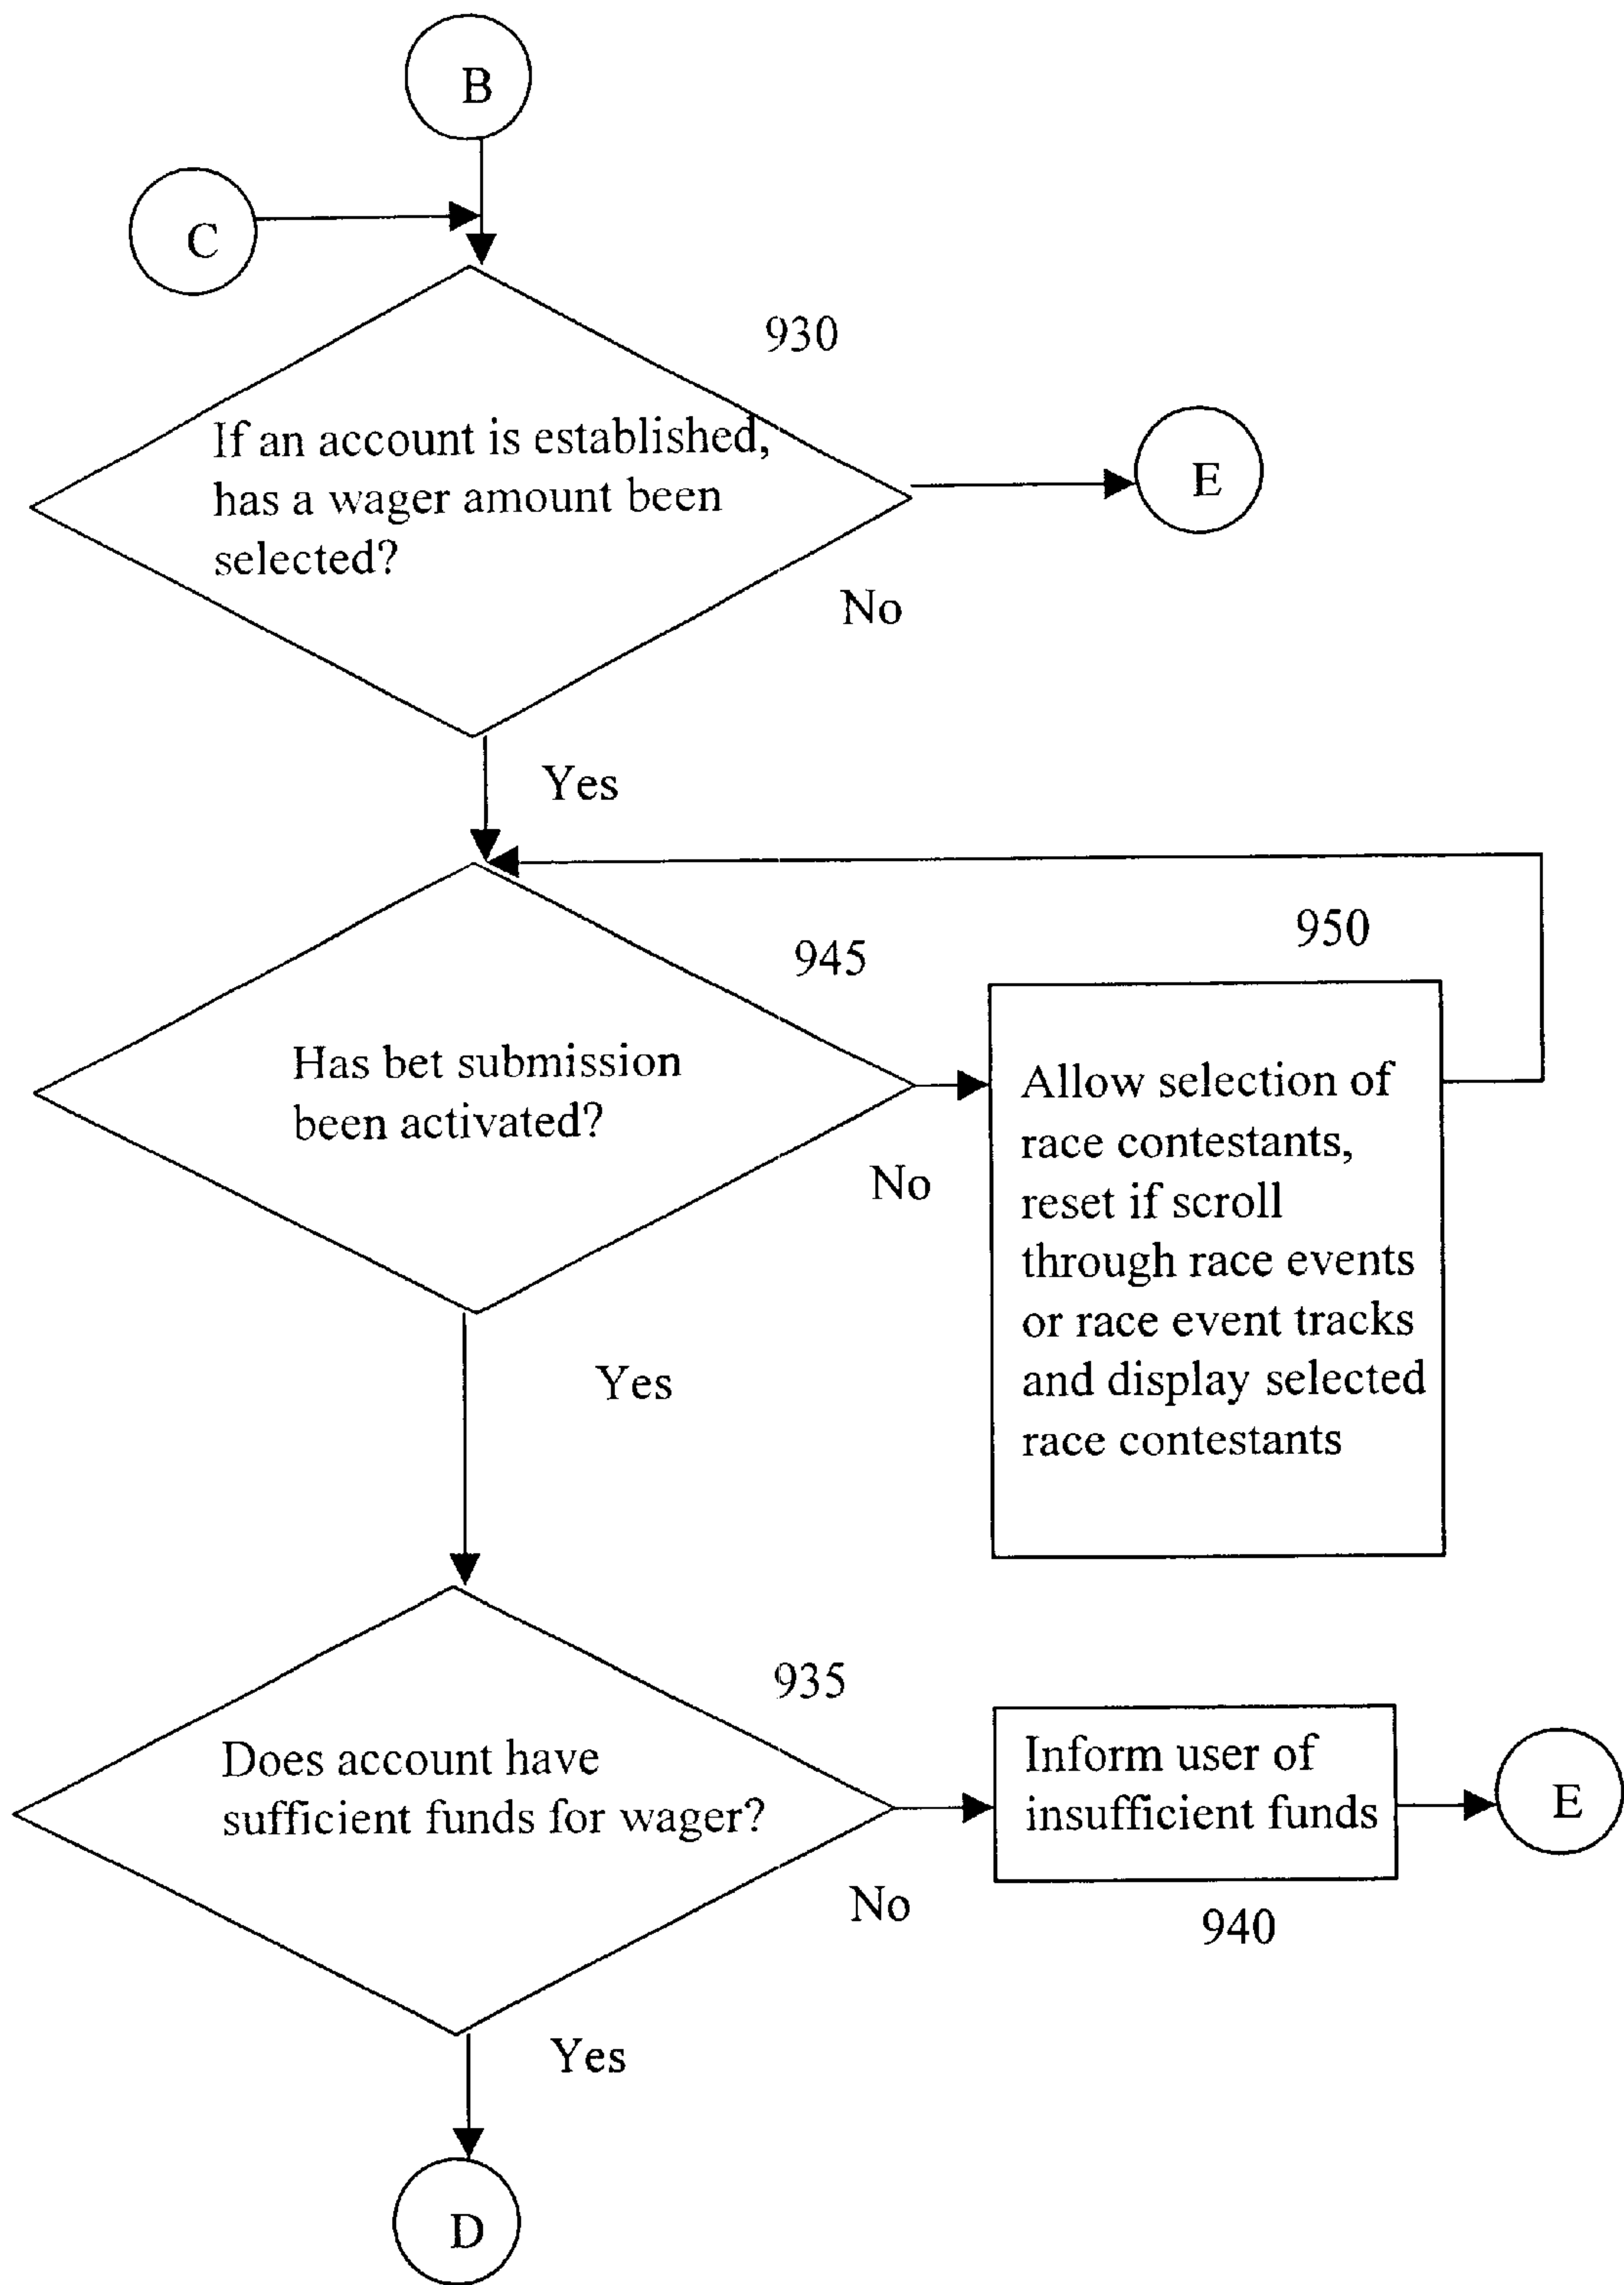 B
C
930
If an account is established,
has a wager amount been
selected?
E
No
Yes
950
945
Has bet submission
been activated?
No
Allow selection of
race contestants,
reset if scroll
through race events
or race event tracks
and display selected
race contestants
Yes
935
Does account have
sufficient funds for wager?
Inform user of
insufficient funds
E
No
940
Yes
D